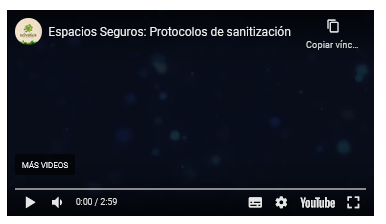 Espacios Seguros: Protocolos de sanitización
Copiar vínc...
MÁS VIDEOS
0:00 / 2:59
YouTube